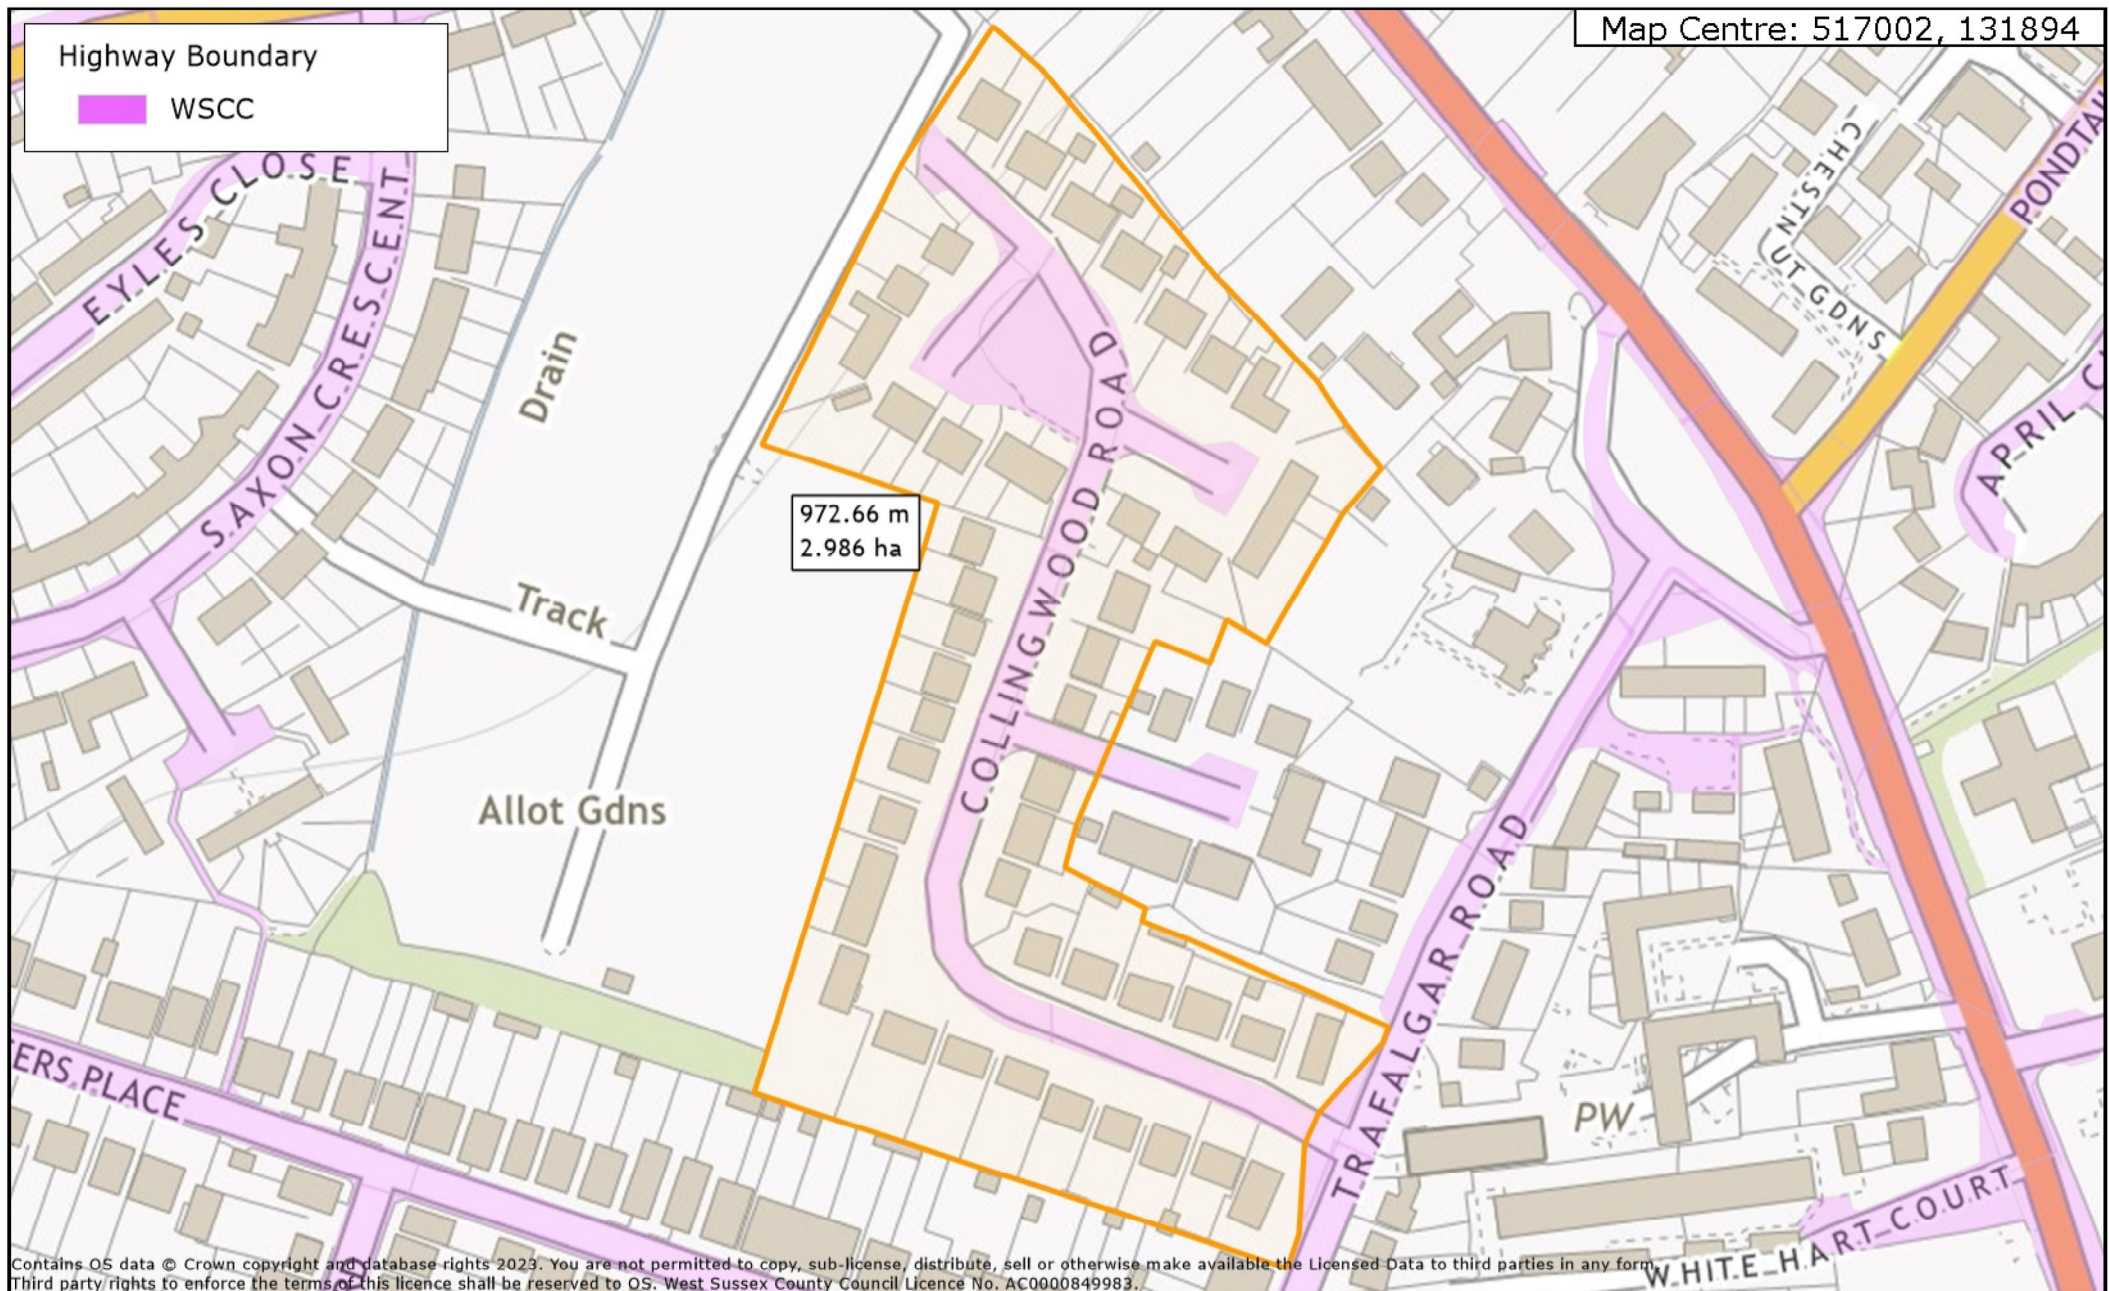 Highway Boundary
WSCC
Map Centre: 517002, 131894
EYLES CLOSE
SAXON CRESCENT
Drain
CHESTNUT GDNS
PONDTAI
APRIL C
COLLINGWOOD ROAD
972.66 m
2.986 ha
Track
Allot Gdns
TRAFALGAR ROAD
ERS PLACE
PW
WHITE HART COURT
Contains OS data © Crown copyright and database rights 2023. You are not permitted to copy, sub-license, distribute, sell or otherwise make available the Licensed Data to third parties in any form.
Third party rights to enforce the terms of this licence shall be reserved to OS. West Sussex County Council Licence No. AC0000849983.